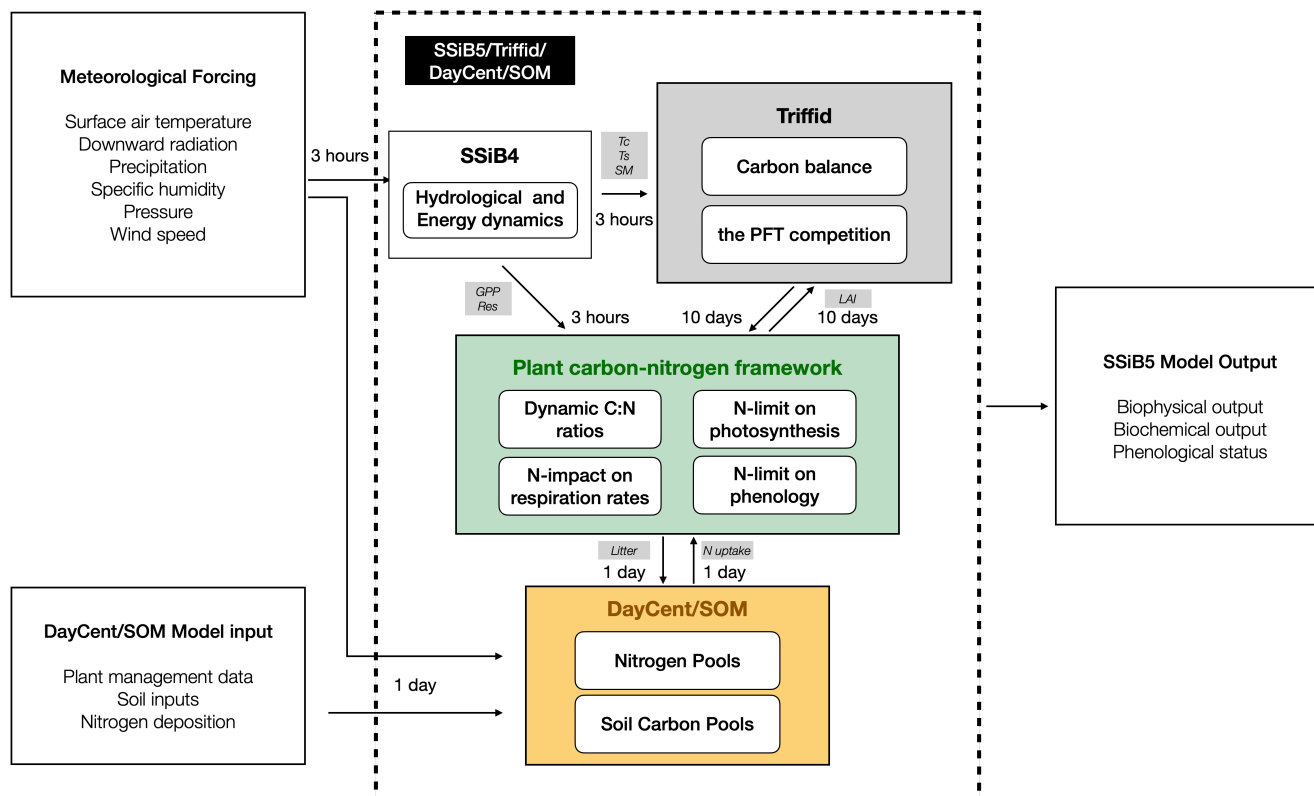 Meteorological Forcing
Surface air temperature
Downward radiation
Precipitation
Specific humidity
Pressure
Wind speed
3 hours
SSiB5/Triffid/
DayCent/SOM
SSiB4
Hydrological and
Energy dynamics
Tc
Ts
SM
3 hours
Triffid
Carbon balance
the PFT competition
GPP
Res
3 hours
10 days
LAI
10 days
Plant carbon-nitrogen framework
Dynamic C:N
ratios
N-limit on
photosynthesis
N-impact on
respiration rates
N-limit on
phenology
Litter
1 day
N uptake
1 day
DayCent/SOM
Nitrogen Pools
Soil Carbon Pools
DayCent/SOM Model input
Plant management data
Soil inputs
Nitrogen deposition
1 day
SSiB5 Model Output
Biophysical output
Biochemical output
Phenological status